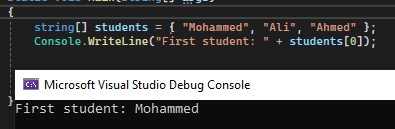 {
string[] students = { "Mohammed", "Ali", "Ahmed" };
Console.WriteLine("First student: " + students[0]);
Microsoft Visual Studio Debug Console
}
First student: Mohammed